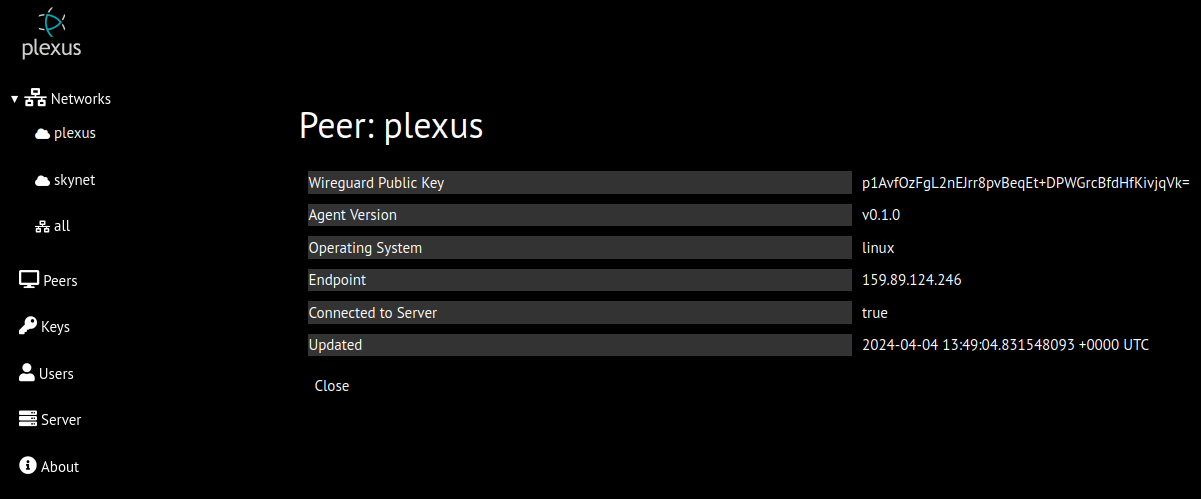 plexus
▾ Networks
plexus
skynet
all
Peers
Keys
Users
Server
About
Peer: plexus
Wireguard Public Key p1AvfOzFgL2nEJrr8pvBeqEt+DPWGrcBfdHfKivjqVk=
Agent Version v0.1.0
Operating System linux
Endpoint 159.89.124.246
Connected to Server true
Updated 2024-04-04 13:49:04.831548093 +0000 UTC
Close